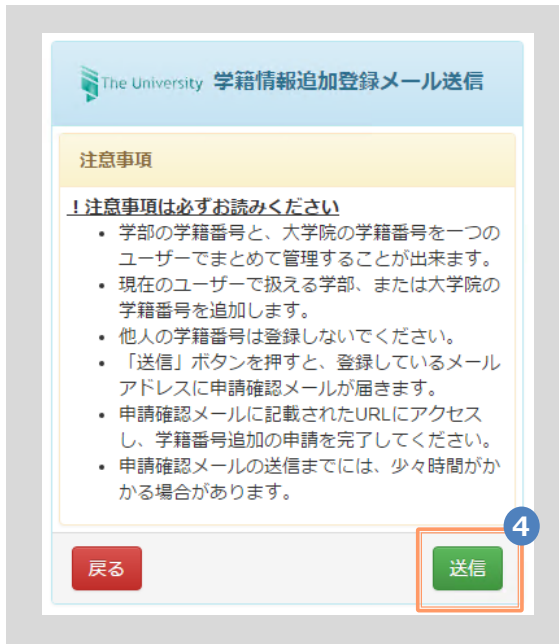 The University 学籍情報追加登録メール送信
注意事項
！注意事項は必ずお読みください
• 学部の学籍番号と、大学院の学籍番号を一つの
ユーザーでまとめて管理することが出来ます。
• 現在のユーザーで扱える学部、または大学院の
学籍番号を追加します。
• 他人の学籍番号は登録しないでください。
• 「送信」ボタンを押すと、登録しているメール
アドレスに申請確認メールが届きます。
• 申請確認メールに記載されたURLにアクセス
し、学籍番号追加の申請を完了してください。
• 申請確認メールの送信までには、少々時間がか
かる場合があります。
4
戻る
送信